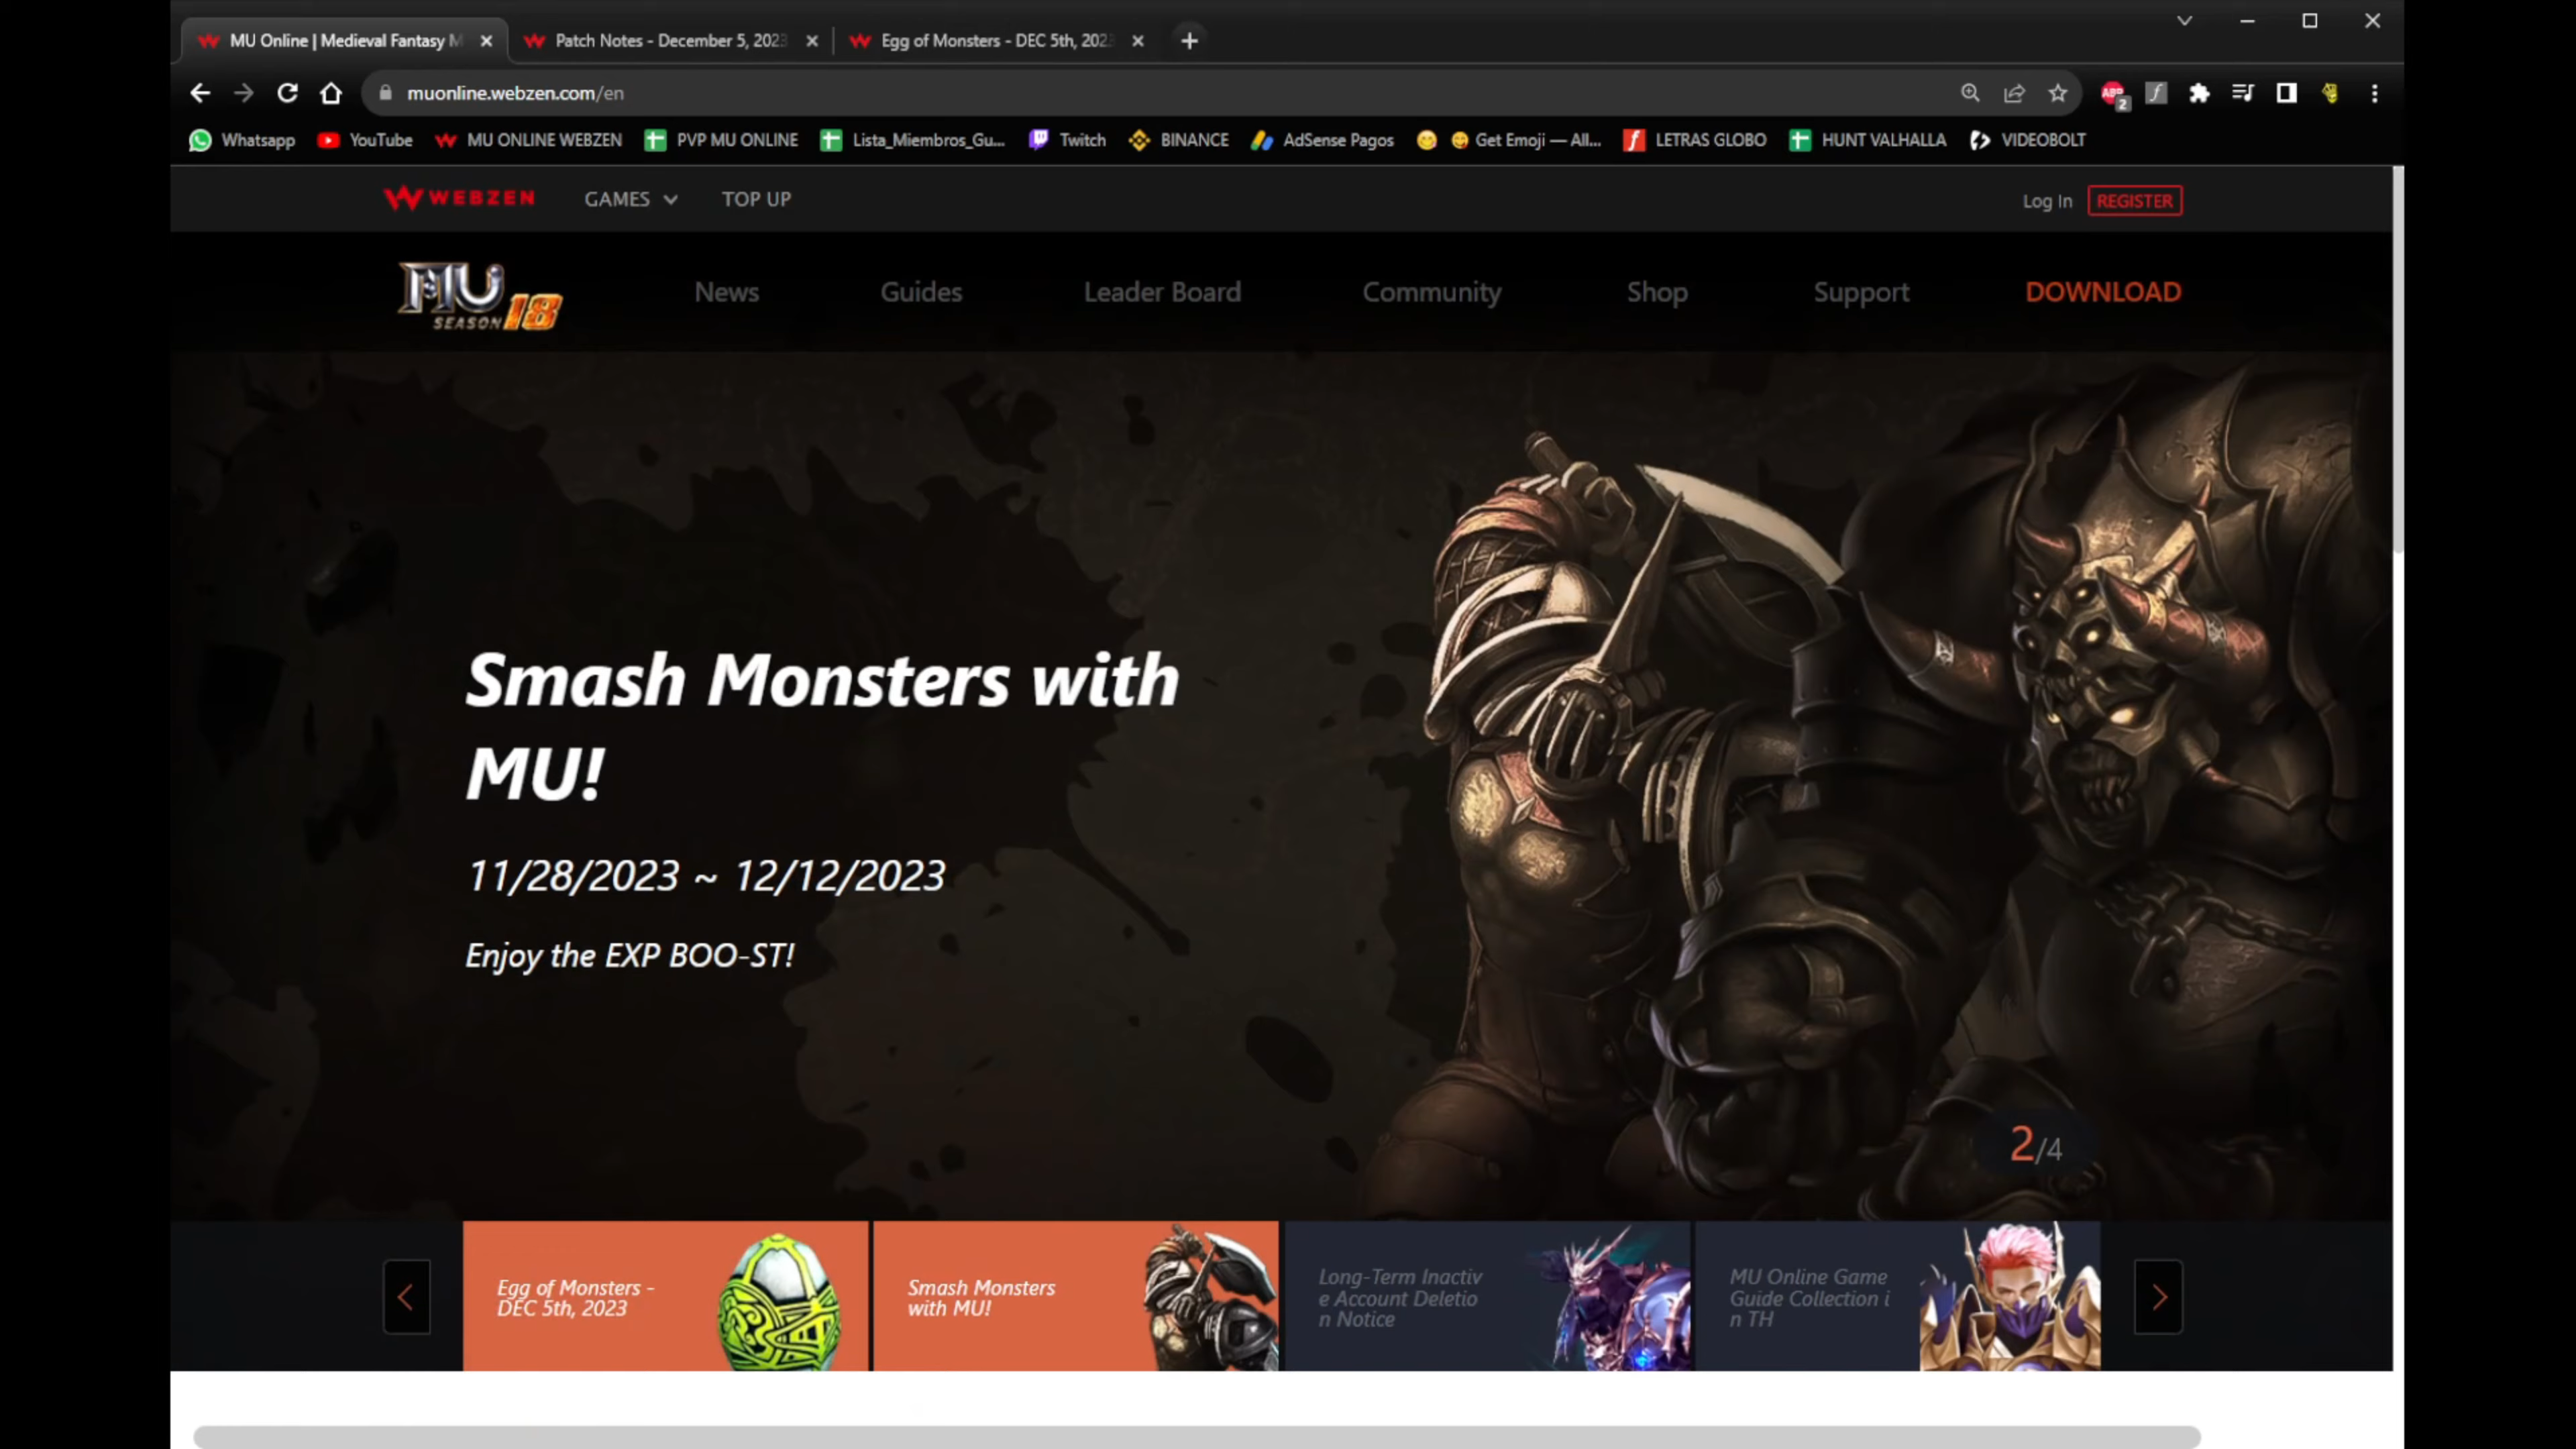 MU Online | Medieval Fantasy M
Patch Notes - December 5, 2023
Egg of Monsters - DEC 5th, 202
muonline.webzen.com/en
ABP
2
Whatsapp
YouTube
MU ONLINE WEBZEN
PVP MU ONLINE
Lista_Miembros_Gu...
Twitch
BINANCE
AdSense Pagos
Get Emoji — All...
LETRAS GLOBO
HUNT VALHALLA
VIDEOBOLT
WEBZEN
GAMES
TOP UP
Log In
REGISTER
MU
SEASON 18
News
Guides
Leader Board
Community
Shop
Support
DOWNLOAD
Smash Monsters with
MU!
11/28/2023 ~ 12/12/2023
Enjoy the EXP BOO-ST!
2/4
Egg of Monsters -
DEC 5th, 2023
Smash Monsters
with MU!
Long-Term Inactiv
e Account Deletio
n Notice
MU Online Game
Guide Collection i
n TH